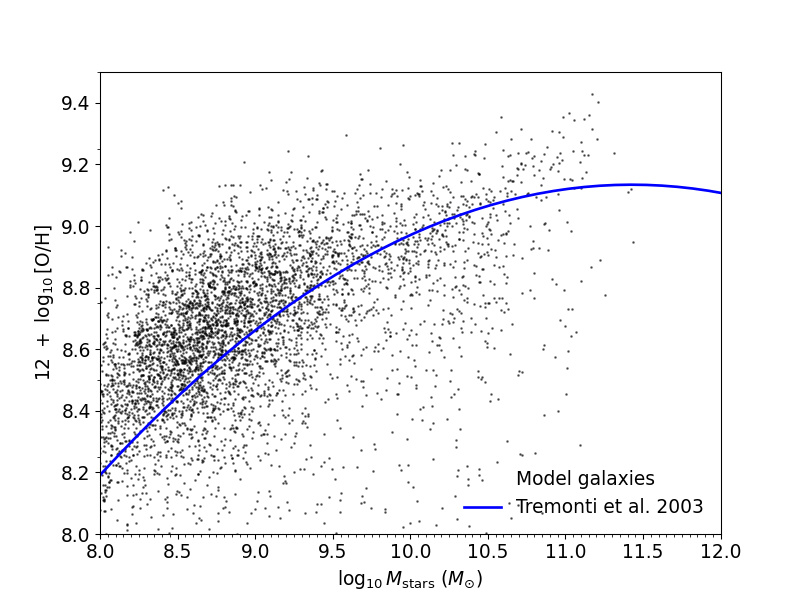 9.4
9.2
9.0
8.8
8.6
8.4
8.2
8.0
12 + log₁₀[O/H]
Model galaxies
Tremonti et al. 2003
8.0 8.5 9.0 9.5 10.0 10.5 11.0 11.5 12.0
log₁₀ M_stars (M_⊙)